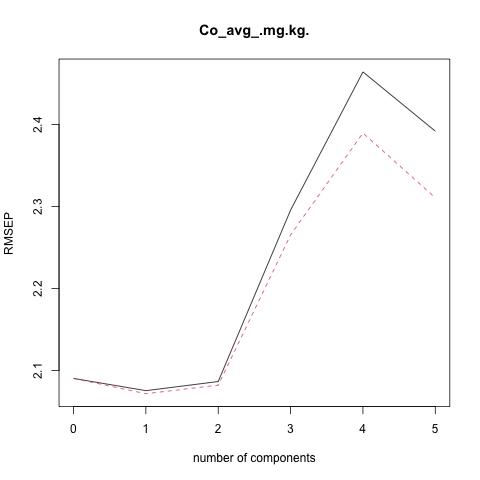 Co_avg_.mg.kg.
2.4
2.3
2.2
2.1
RMSEP
0 1 2 3 4 5
number of components